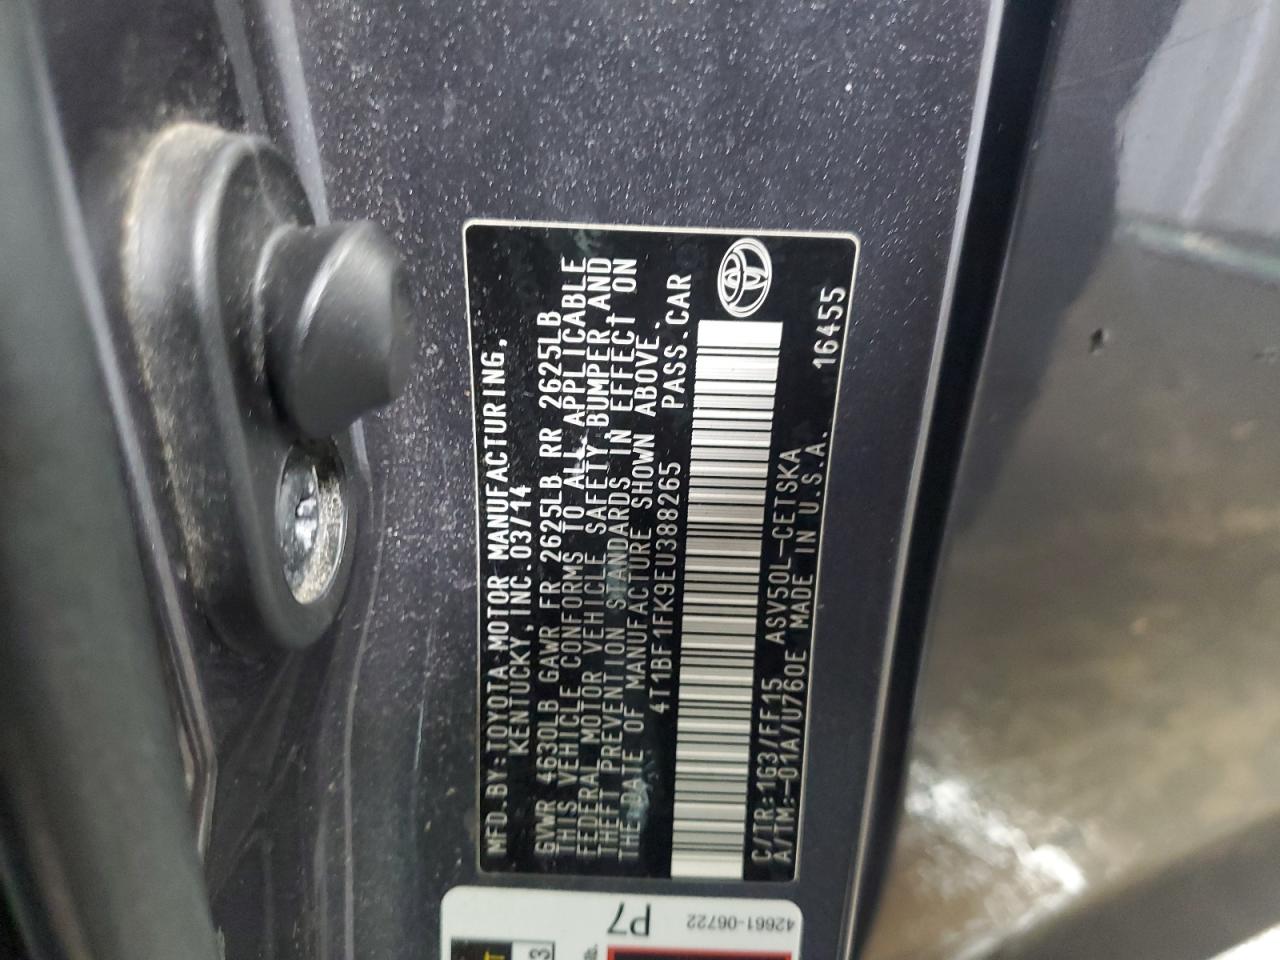 MFD.BY:TOYOTA MOTOR MANUFACTURING,
KENTUCKY,INC.03/14
GVWR 4630LB GAWR FR 2625LB RR 2625LB
THIS VEHICLE CONFORMS TO ALL APPLICABLE
FEDERAL MOTOR VEHICLE SAFETY,BUMPER,AND
THEFT PREVENTION STANDARDS IN EFFECT ON
THE DATE OF MANUFACTURE SHOWN ABOVE.
4T1BF1FK9EU388265 PASS.CAR
C/TR:1G3/FF15 ASV50L-CETSKA
A/TM:-01A/U760E MADE IN U.S.A. 16455
P7
42661-06722